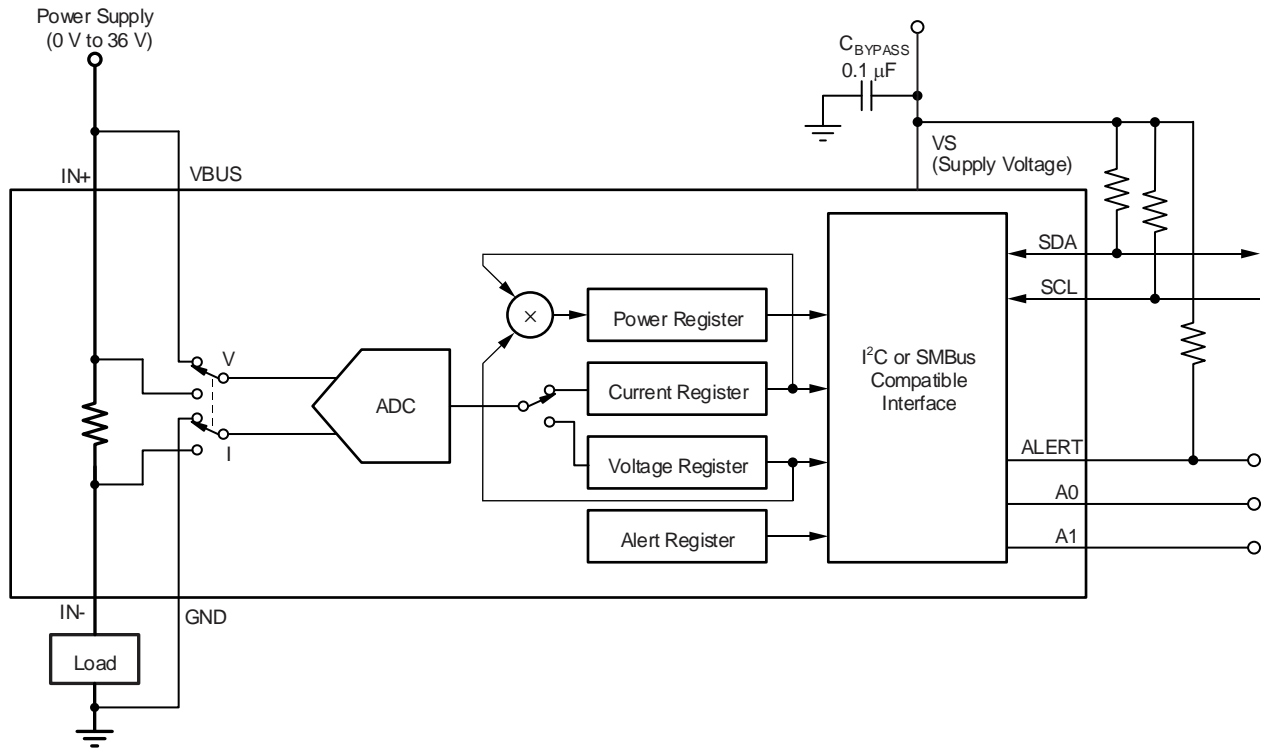 Power Supply
(0 V to 36 V)
C_BYPASS
0.1 μF
VS
(Supply Voltage)
IN+
VBUS
SDA
SCL
×
Power Register
V
ADC
Current Register
I²C or SMBus
Compatible
Interface
I
Voltage Register
ALERT
A0
Alert Register
A1
IN-
GND
Load